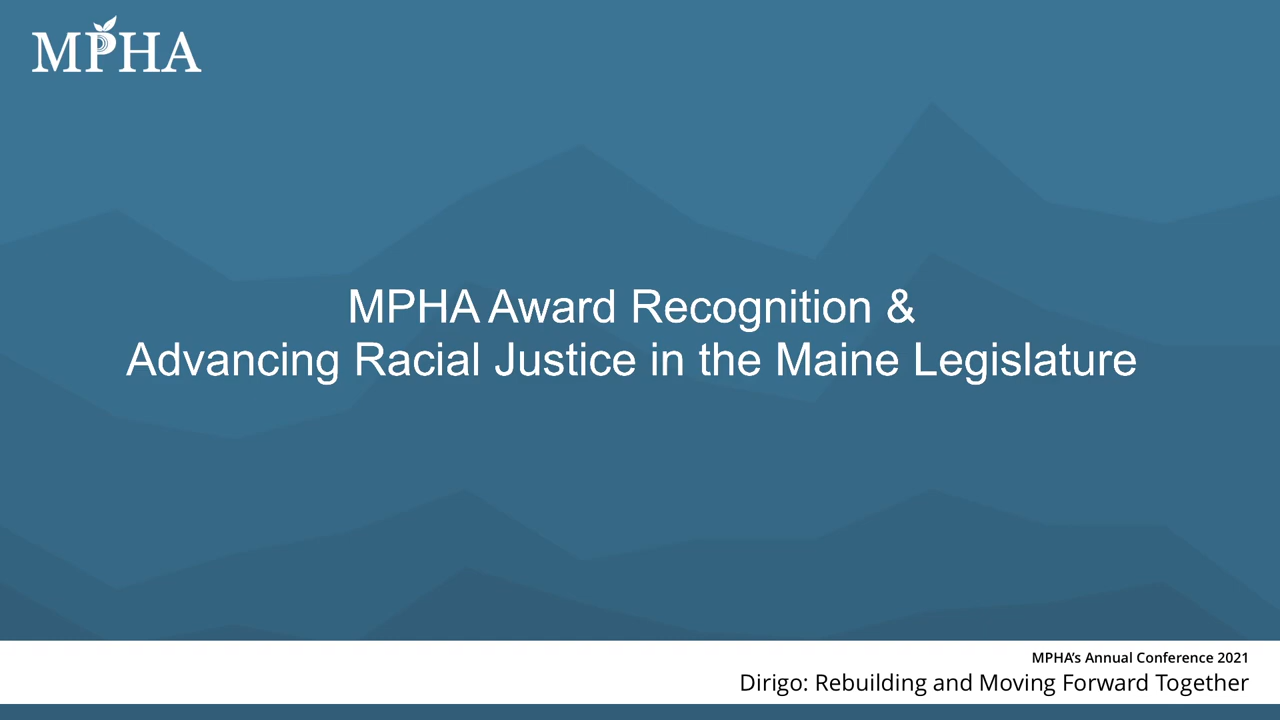 MPHA
MPHA Award Recognition &
Advancing Racial Justice in the Maine Legislature
MPHA's Annual Conference 2021
Dirigo: Rebuilding and Moving Forward Together